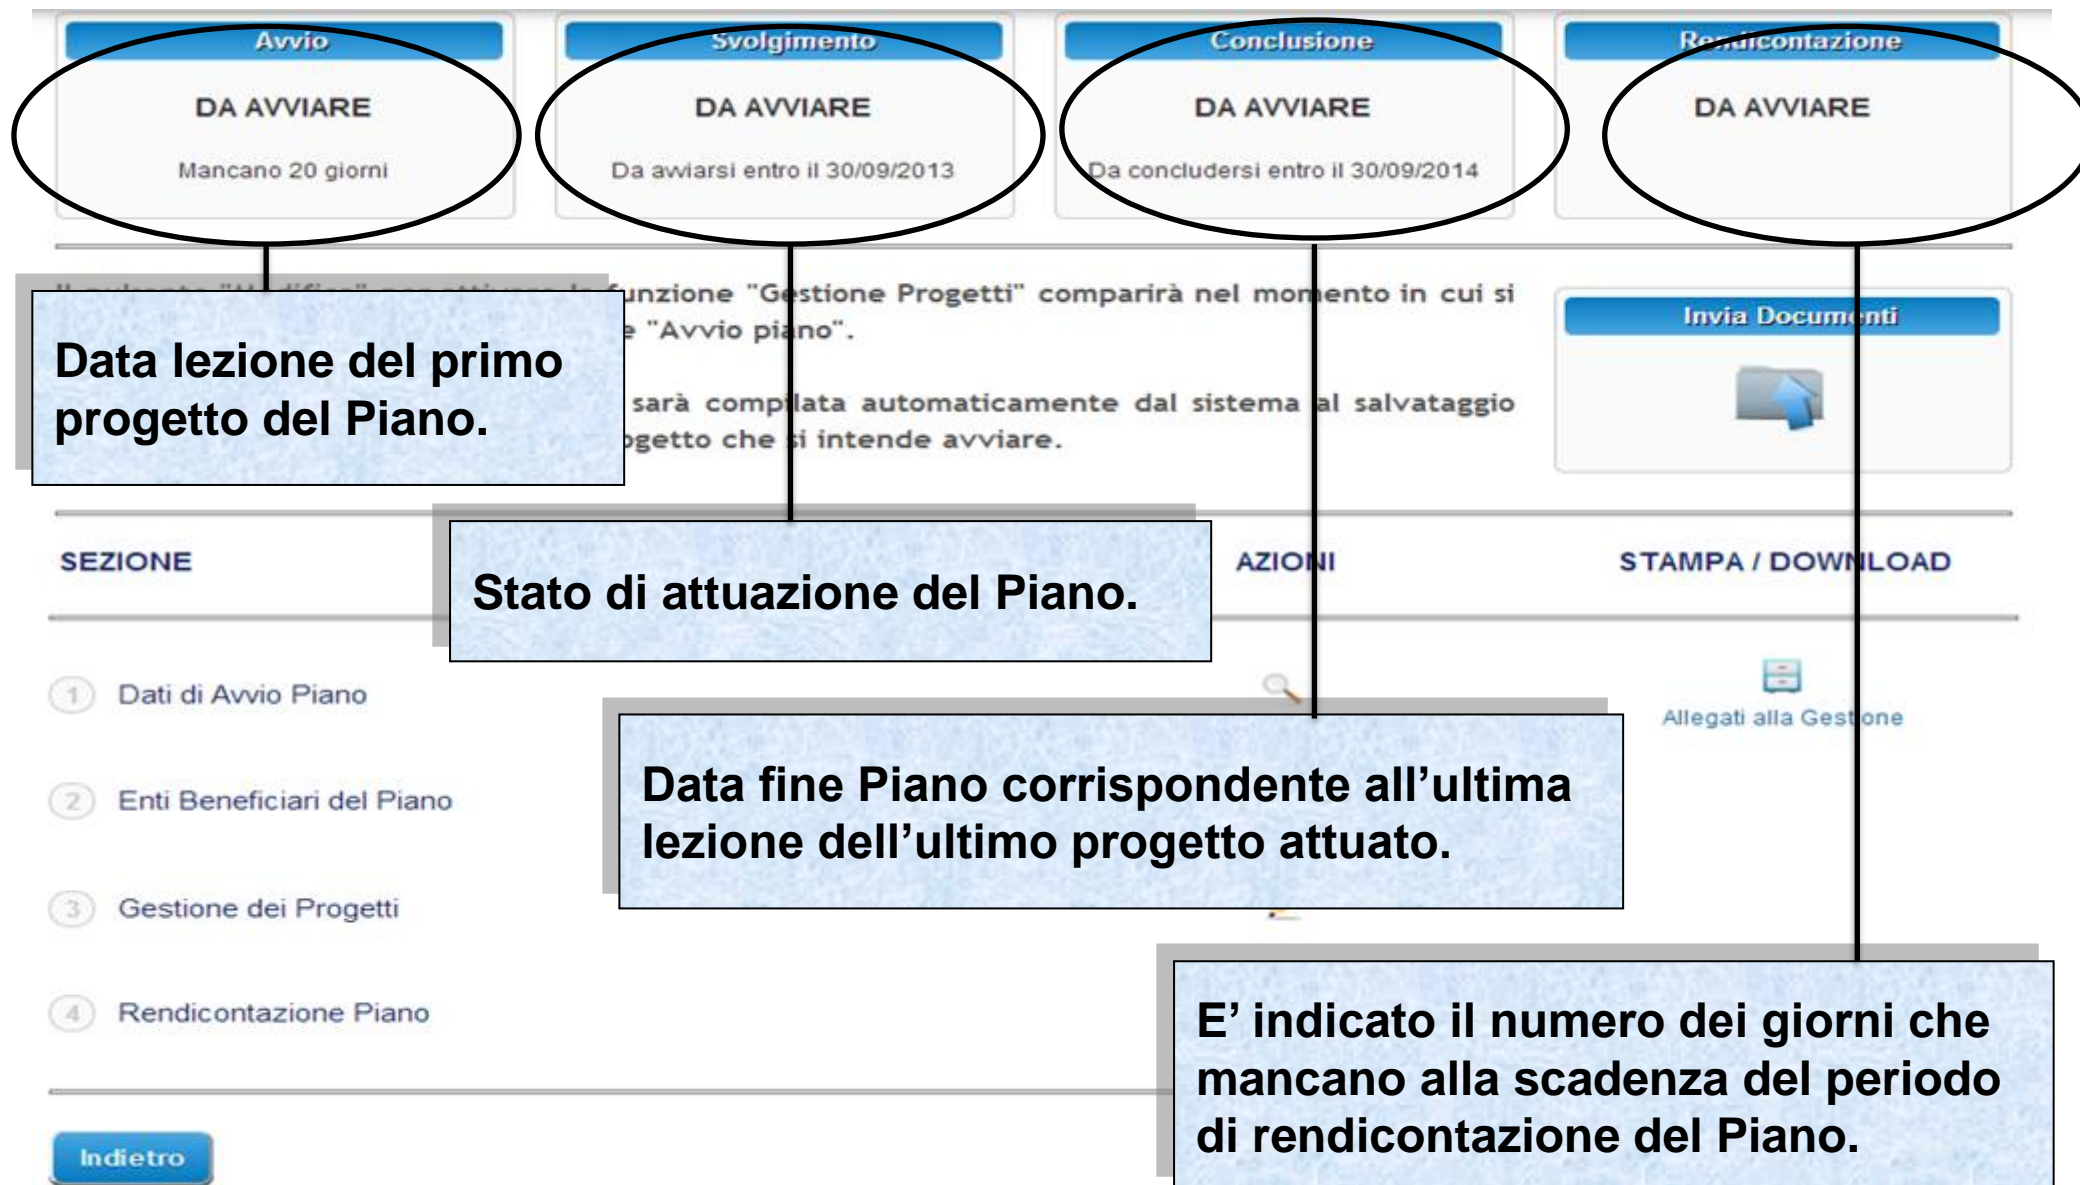 Avvio
DA AVVIARE
Mancano 20 giorni
Svolgimento
DA AVVIARE
Da avviarsi entro il 30/09/2013
Conclusione
DA AVVIARE
Da concludersi entro il 30/09/2014
Rendicontazione
DA AVVIARE
funzione "Gestione Progetti" comparirà nel momento in cui si
"Avvio piano".
sarà compilata automaticamente dal sistema al salvataggio
che si intende avviare.
Invia Documenti
Data lezione del primo
progetto del Piano.
Stato di attuazione del Piano.
SEZIONE
AZIONI
STAMPA / DOWNLOAD
1 Dati di Avvio Piano
Allegati alla Gestione
Data fine Piano corrispondente all’ultima
lezione dell’ultimo progetto attuato.
2 Enti Beneficiari del Piano
3 Gestione dei Progetti
4 Rendicontazione Piano
E’ indicato il numero dei giorni che
mancano alla scadenza del periodo
di rendicontazione del Piano.
Indietro